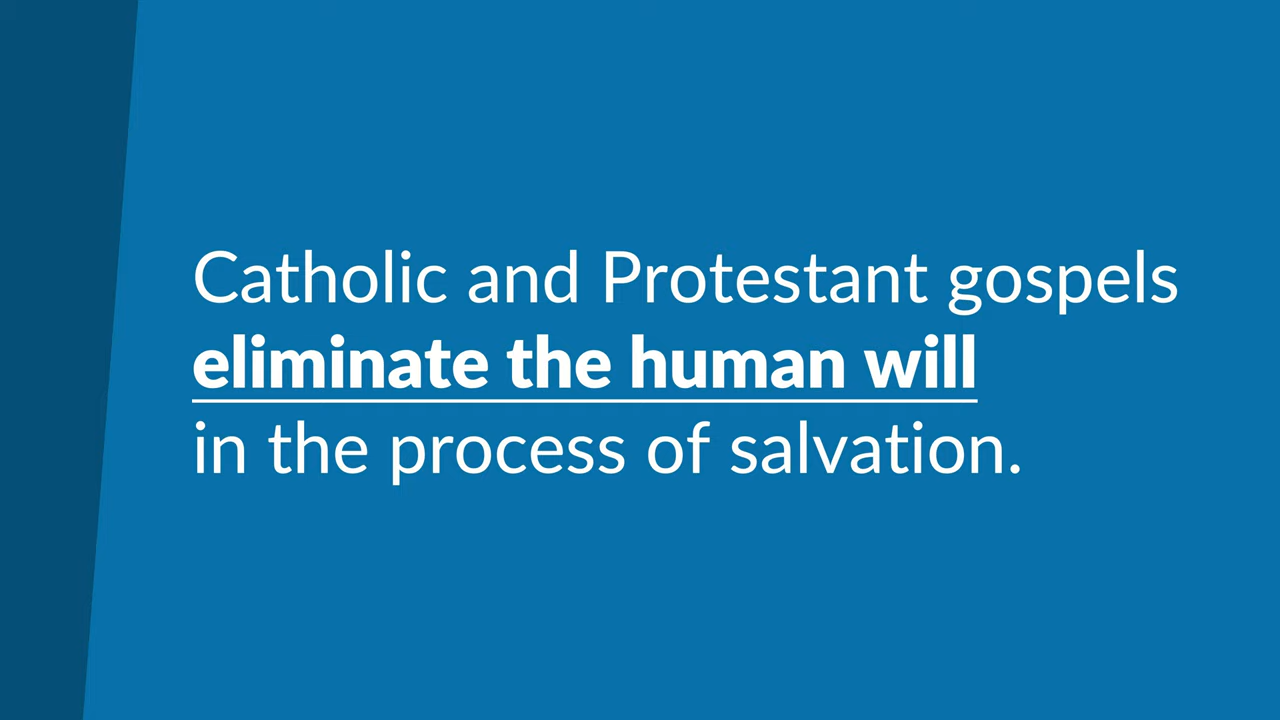 Catholic and Protestant gospels
eliminate the human will
in the process of salvation.